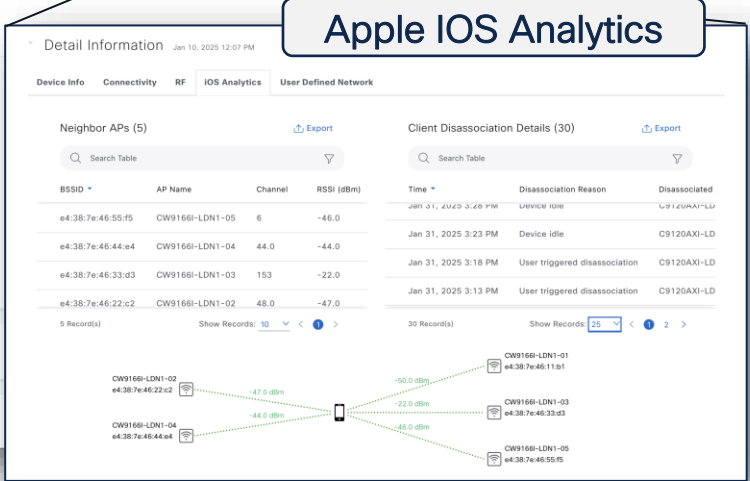 Apple IOS Analytics
Detail Information Jan 10, 2025 12:07 PM
Device Info Connectivity RF iOS Analytics User Defined Network
Neighbor APs (5) Export
Search Table
BSSID AP Name Channel RSSI (dBm)
e4:38:7e:46:55:f5 CW9166I-LDN1-05 6 -46.0
e4:38:7e:46:44:e4 CW9166I-LDN1-04 44.0 -44.0
e4:38:7e:46:33:d3 CW9166I-LDN1-03 153 -22.0
e4:38:7e:46:22:c2 CW9166I-LDN1-02 48.0 -47.0
5 Record(s) Show Records: 10 1
Client Disassociation Details (30) Export
Search Table
Time Disassociation Reason Disassociated
Jan 31, 2025 3:28 PM Device idle C9120AXI-LD
Jan 31, 2025 3:23 PM Device idle C9120AXI-LD
Jan 31, 2025 3:18 PM User triggered disassociation C9120AXI-LD
Jan 31, 2025 3:13 PM User triggered disassociation C9120AXI-LD
30 Record(s) Show Records: 25 1 2
CW9166I-LDN1-02
e4:38:7e:46:22:c2
-47.0 dBm
CW9166I-LDN1-04
e4:38:7e:46:44:e4
-44.0 dBm
-50.0 dBm
CW9166I-LDN1-01
e4:38:7e:46:11:b1
-22.0 dBm
CW9166I-LDN1-03
e4:38:7e:46:33:d3
-46.0 dBm
CW9166I-LDN1-05
e4:38:7e:46:55:f5